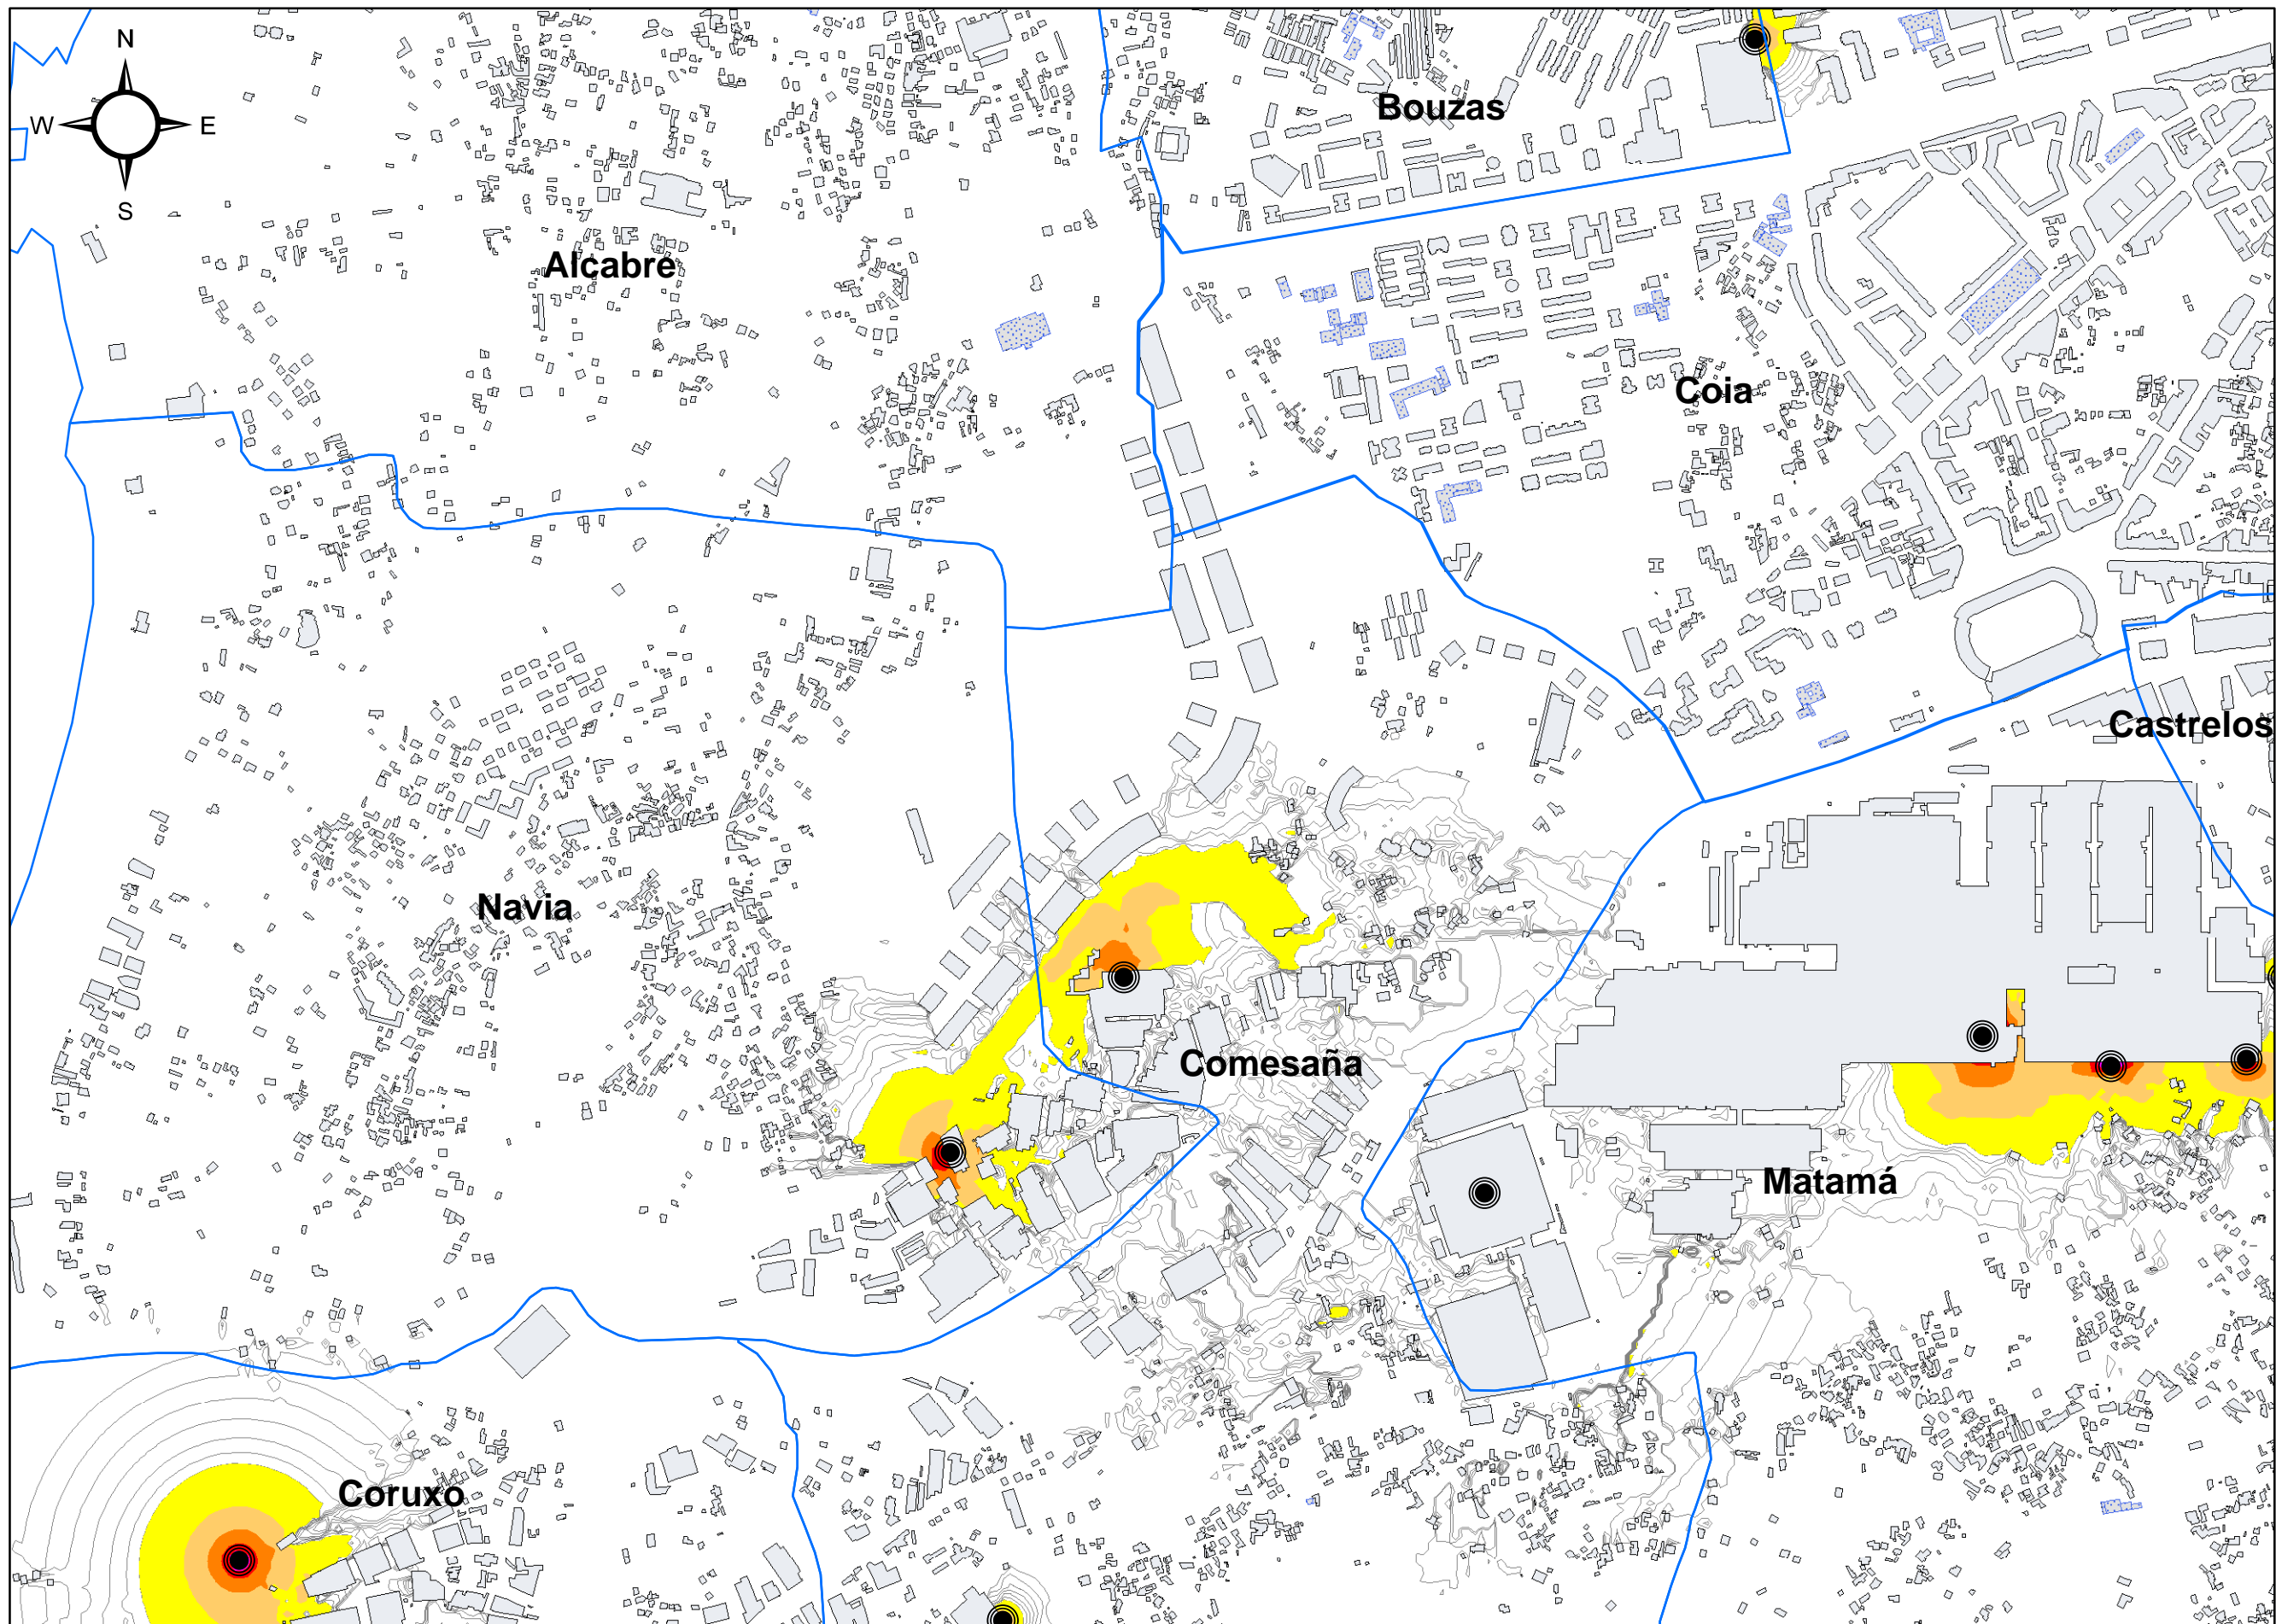 N
W
E
S
Bouzas
Alcabre
Coia
Castrelos
Navia
Comesaña
Matamá
Coruxo